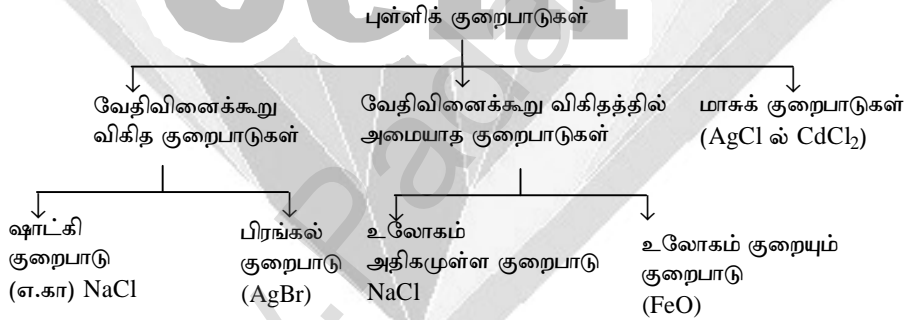 புள்ளிக் குறைபாடுகள்
வேதிவினைக்கூறு
விகித குறைபாடுகள்
வேதிவினைக்கூறு விகிதத்தில்
அமையாத குறைபாடுகள்
மாசுக் குறைபாடுகள்
(AgCl ல் CdCl₂)
ஷாட்கி
குறைபாடு
(எ.கா) NaCl
பிரங்கல்
குறைபாடு
(AgBr)
உலோகம்
அதிகமுள்ள குறைபாடு
NaCl
உலோகம் குறையும்
குறைபாடு
(FeO)